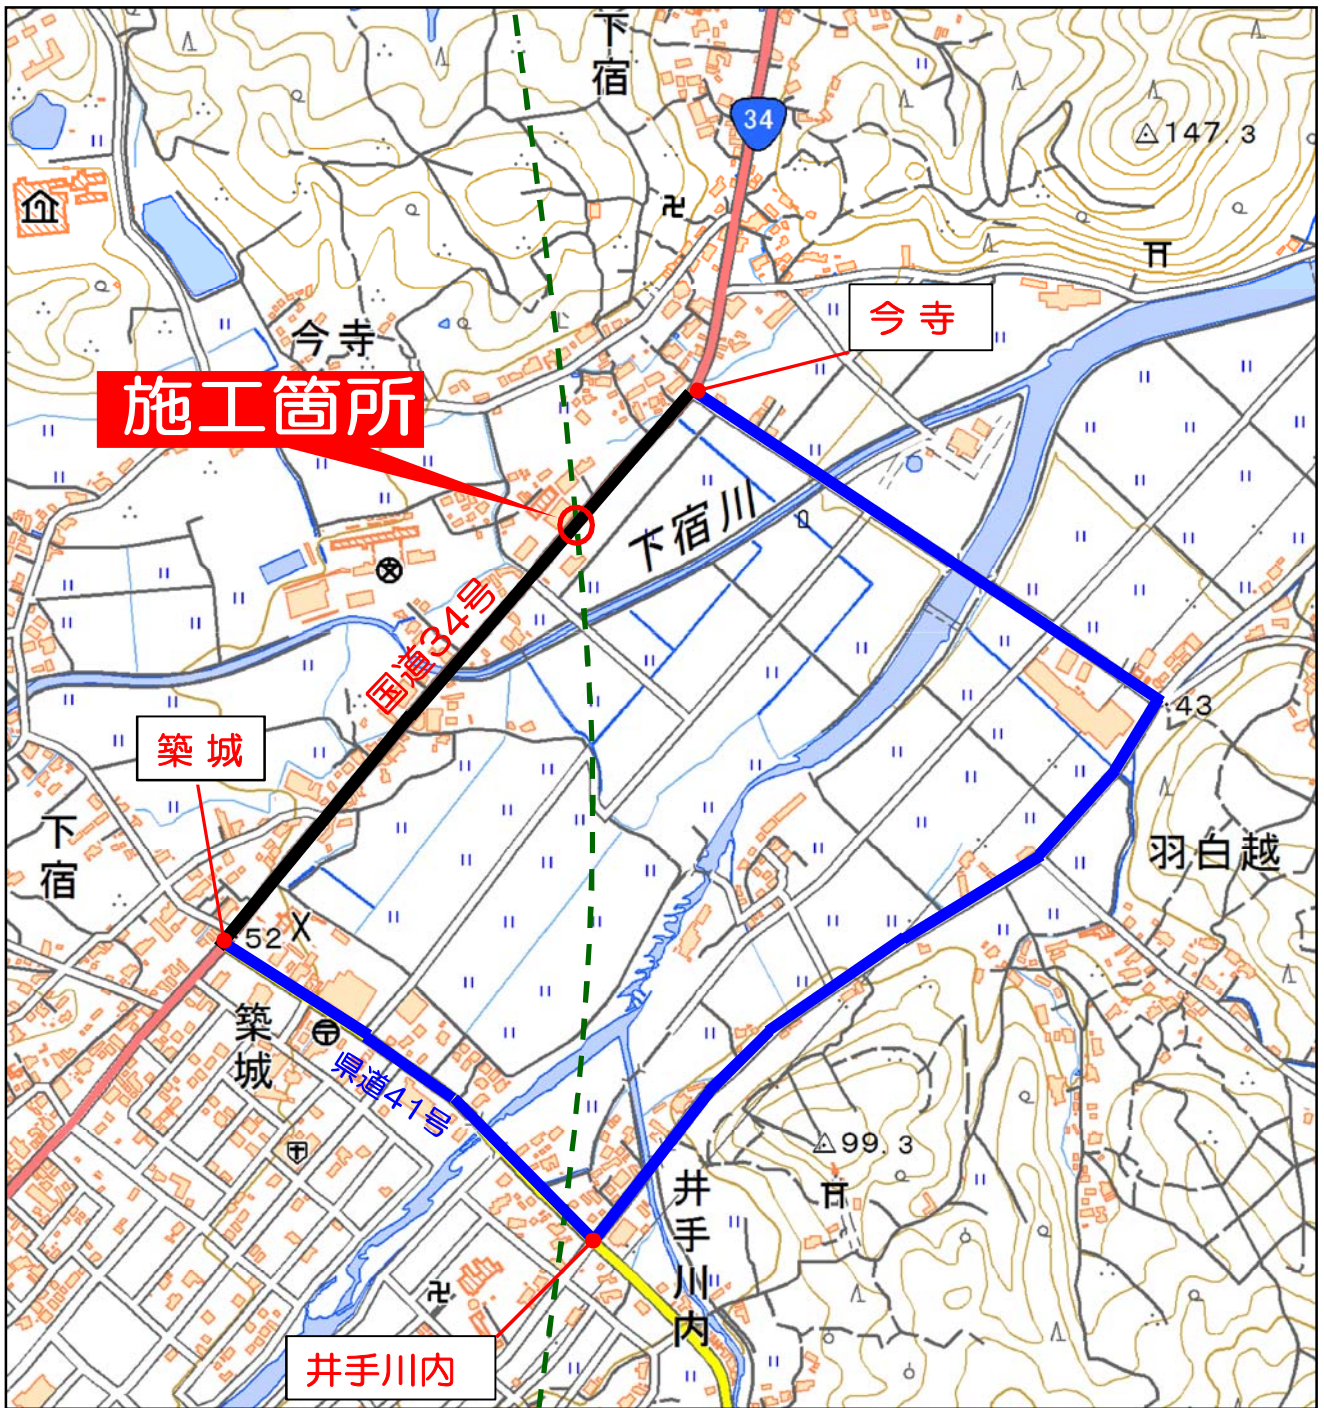 下宿
34
147.3
今寺
今寺
施工箇所
下宿川
国道34号
43
築城
下宿
羽白越
52
築城
県道41号
99.3
井手川内
井手川内